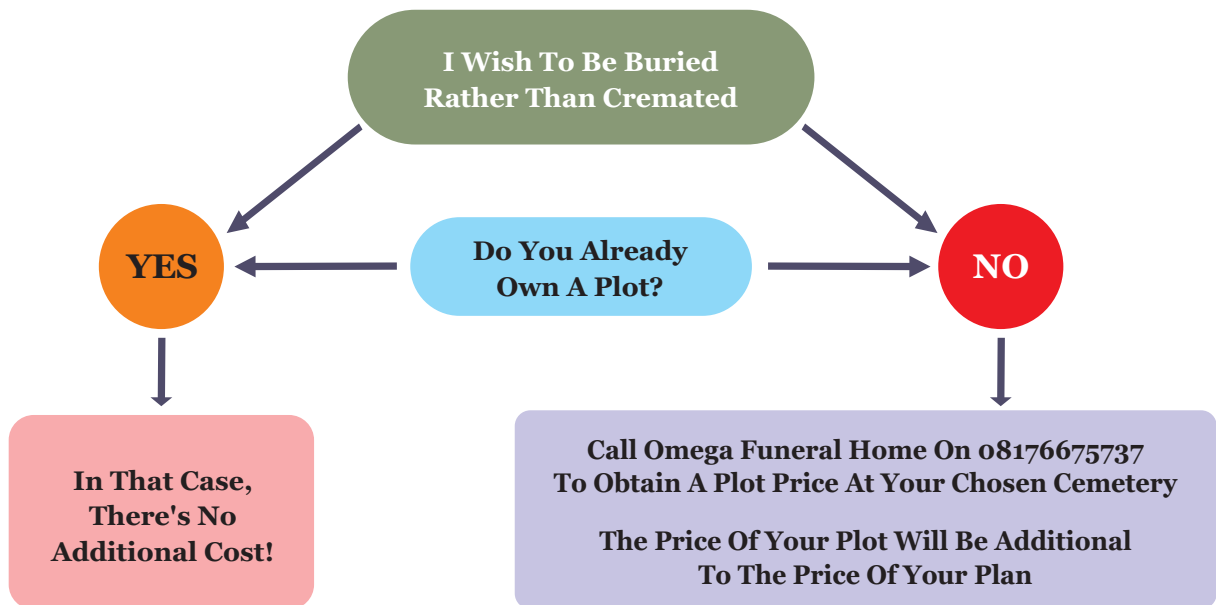 I Wish To Be Buried
Rather Than Cremated
YES
Do You Already
Own A Plot?
NO
In That Case,
There's No
Additional Cost!
Call Omega Funeral Home On 08176675737
To Obtain A Plot Price At Your Chosen Cemetery
The Price Of Your Plot Will Be Additional
To The Price Of Your Plan